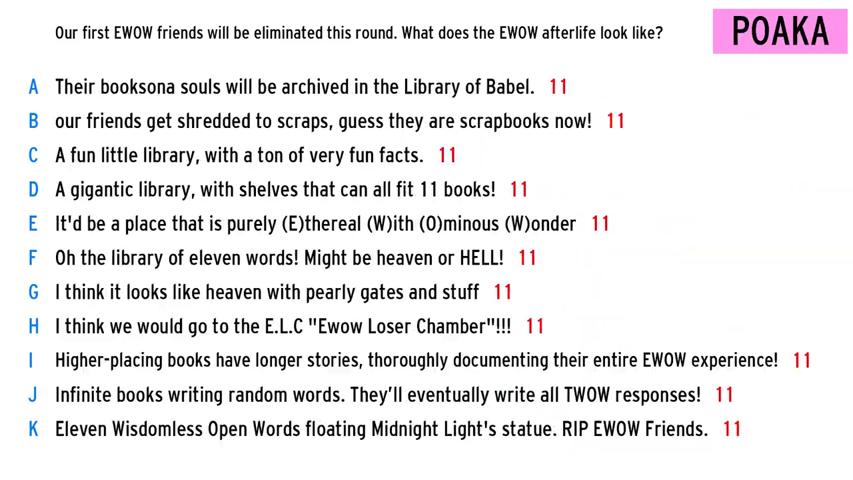 Our first EWOW friends will be eliminated this round. What does the EWOW afterlife look like?
POAKA
A Their booksona souls will be archived in the Library of Babel. 11
B our friends get shredded to scraps, guess they are scrapbooks now! 11
C A fun little library, with a ton of very fun facts. 11
D A gigantic library, with shelves that can all fit 11 books! 11
E It'd be a place that is purely (E)thereal (W)ith (O)minous (W)onder 11
F Oh the library of eleven words! Might be heaven or HELL! 11
G I think it looks like heaven with pearly gates and stuff 11
H I think we would go to the E.L.C "Ewow Loser Chamber"!!! 11
I Higher-placing books have longer stories, thoroughly documenting their entire EWOW experience! 11
J Infinite books writing random words. They’ll eventually write all TWOW responses! 11
K Eleven Wisdomless Open Words floating Midnight Light's statue. RIP EWOW Friends. 11